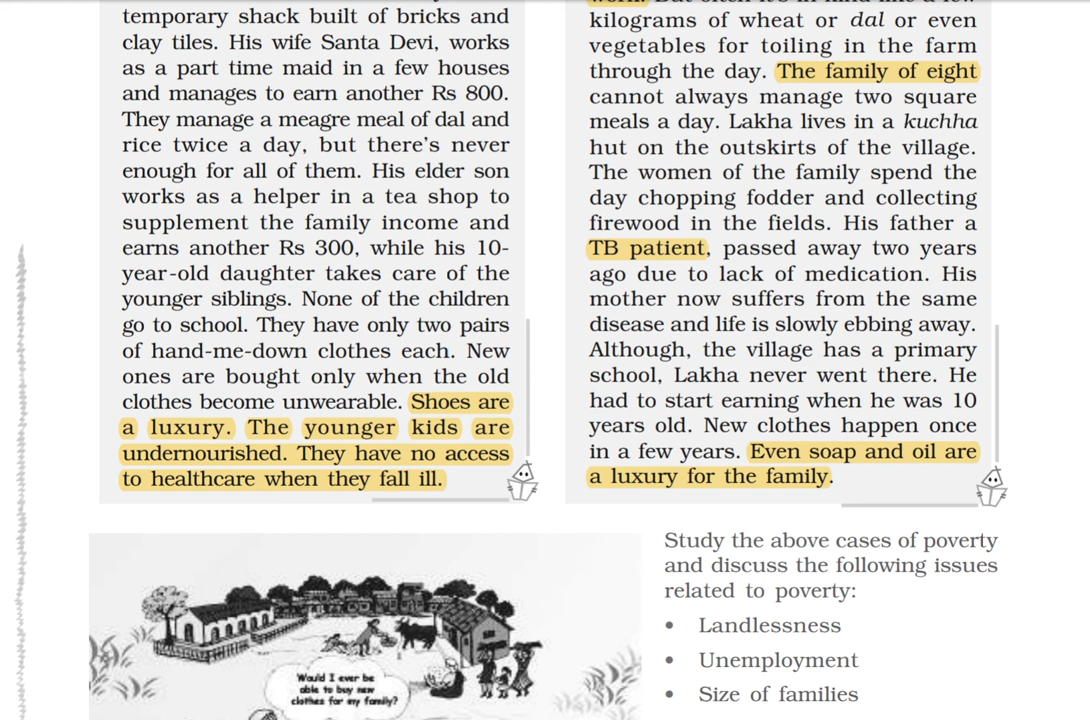 temporary shack built of bricks and
clay tiles. His wife Santa Devi, works
as a part time maid in a few houses
and manages to earn another Rs 800.
They manage a meagre meal of dal and
rice twice a day, but there's never
enough for all of them. His elder son
works as a helper in a tea shop to
supplement the family income and
earns another Rs 300, while his 10-
year-old daughter takes care of the
younger siblings. None of the children
go to school. They have only two pairs
of hand-me-down clothes each. New
ones are bought only when the old
clothes become unwearable. Shoes are
a luxury. The younger kids are
undernourished. They have no access
to healthcare when they fall ill.
kilograms of wheat or dal or even
vegetables for toiling in the farm
through the day. The family of eight
cannot always manage two square
meals a day. Lakha lives in a kuchha
hut on the outskirts of the village.
The women of the family spend the
day chopping fodder and collecting
firewood in the fields. His father a
TB patient, passed away two years
ago due to lack of medication. His
mother now suffers from the same
disease and life is slowly ebbing away.
Although, the village has a primary
school, Lakha never went there. He
had to start earning when he was 10
years old. New clothes happen once
in a few years. Even soap and oil are
a luxury for the family.
Would I ever be
able to buy new
clothes for my family?
Study the above cases of poverty
and discuss the following issues
related to poverty:
• Landlessness
• Unemployment
• Size of families